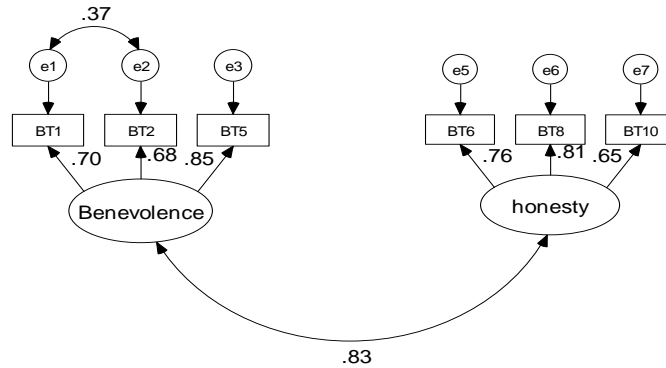 .37
e1 e2 e3 e5 e6 e7
BT1 BT2 BT5 BT6 BT8 BT10
.70 .68 .85 .76 .81 .65
Benevolence honesty
.83